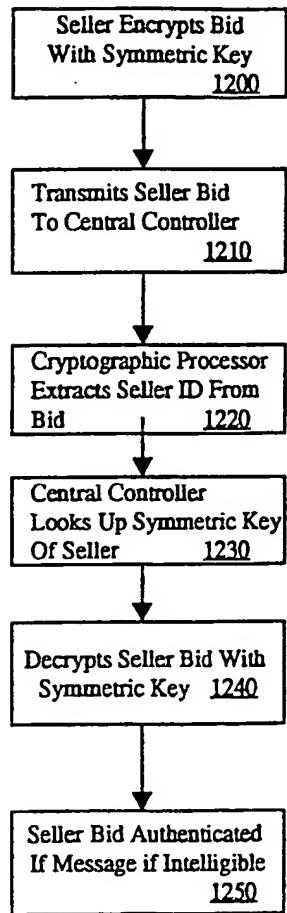 Seller Encrypts Bid
With Symmetric Key
1200
Transmits Seller Bid
To Central Controller
1210
Cryptographic Processor
Extracts Seller ID From
Bid 1220
Central Controller
Looks Up Symmetric Key
Of Seller 1230
Decrypts Seller Bid With
Symmetric Key 1240
Seller Bid Authenticated
If Message if Intelligible
1250